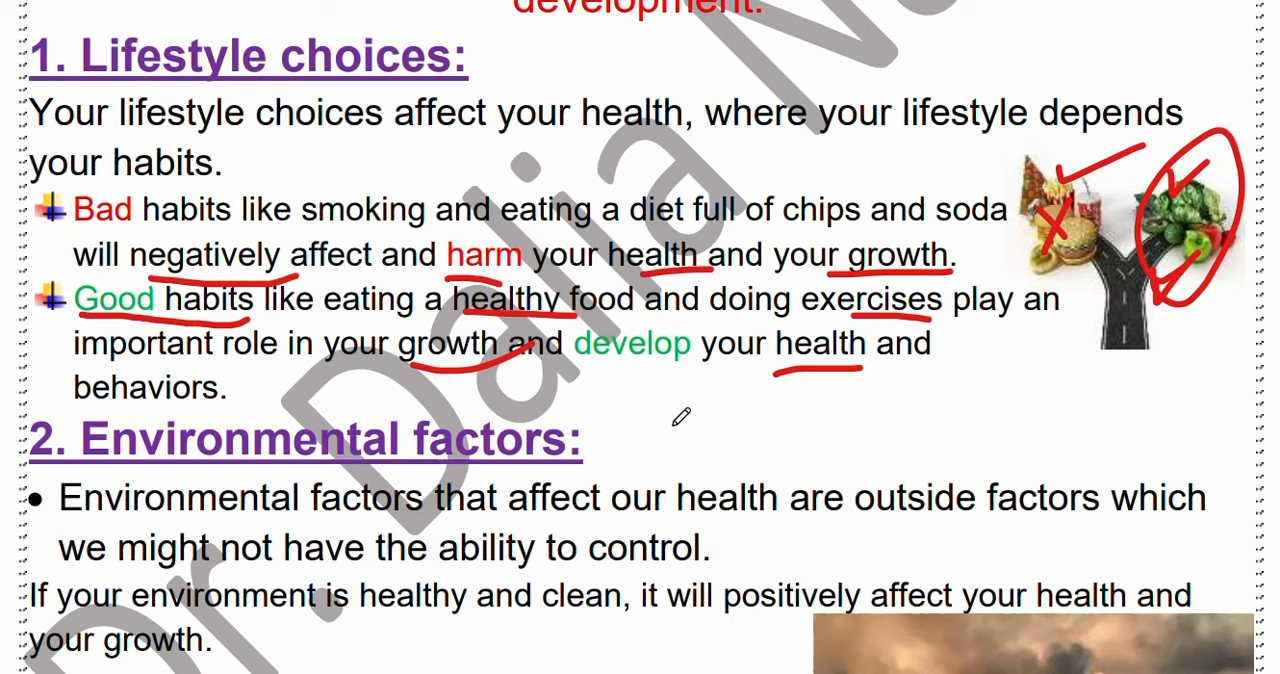 development.
1. Lifestyle choices:
Your lifestyle choices affect your health, where your lifestyle depends
your habits.
Bad habits like smoking and eating a diet full of chips and soda
will negatively affect and harm your health and your growth.
Good habits like eating a healthy food and doing exercises play an
important role in your growth and develop your health and
behaviors.
2. Environmental factors:
• Environmental factors that affect our health are outside factors which
we might not have the ability to control.
If your environment is healthy and clean, it will positively affect your health and
your growth.
Dr. Dalia N